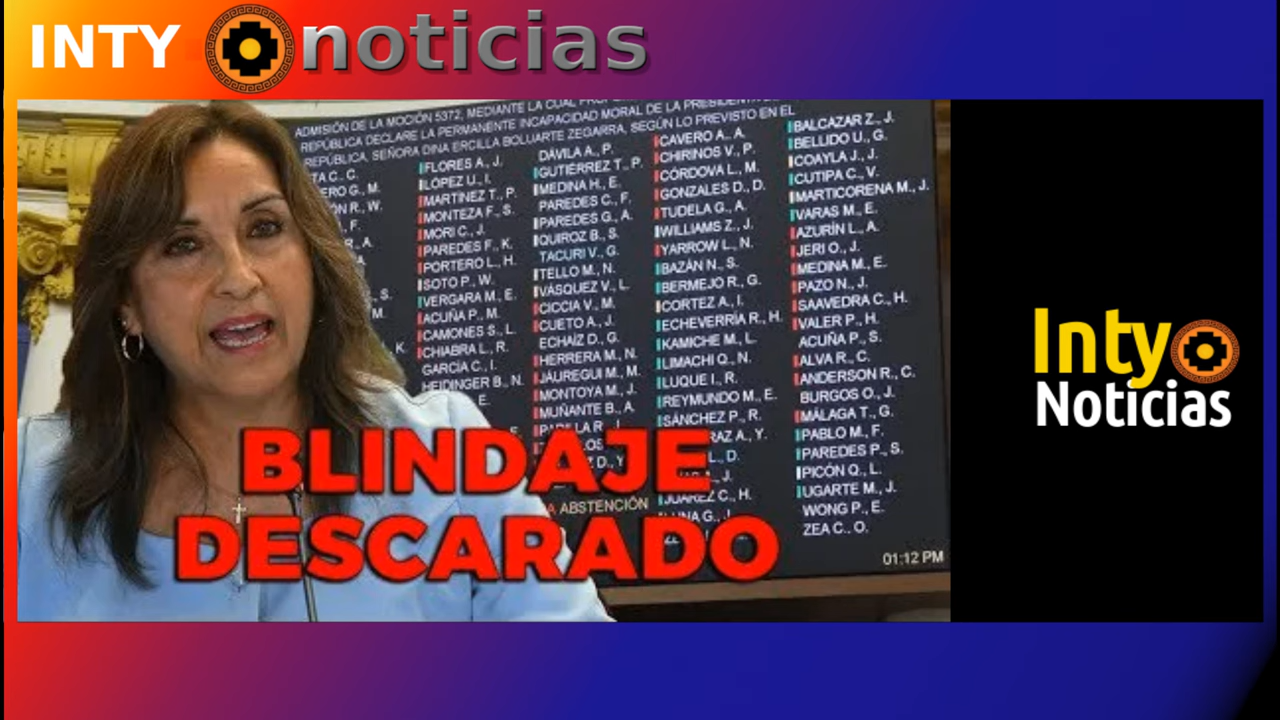 INTY noticias
ADMISIÓN DE LA MOCIÓN 5372, MEDIANTE LA CUAL
REPÚBLICA DECLARE LA PERMANENTE INCAPACIDAD MORAL DE LA PRESIDENTA
REPÚBLICA, SEÑORA DINA ERCILLA BOLUARTE ZEGARRA, SEGÚN LO PREVISTO EN EL
FLORES A., J.
LÓPEZ U., I.
MARTÍNEZ T., P.
MONTEZA F., S.
MORI C., J.
PAREDES F., K.
PORTERO L., H.
SOTO P., W.
VERGARA M., E.
ACUÑA P., M.
CAMONES S., L.
CHIABRA L., R.
GARCÍA C., I.
HEIDINGER B., N.
DÁVILA A., P.
GUTIÉRREZ T., P.
MEDINA H., E.
PAREDES C., F.
PAREDES G., A.
QUIROZ B., S.
TACURI V., G.
TELLO M., N.
VÁSQUEZ V., L.
CICCIA V., M.
CUETO A., J.
ECHAÍZ D., G.
HERRERA M., N.
JÁUREGUI M., M.
MONTOYA M., J.
MUÑANTE B., A.
CAVERO A., A.
CHIRINOS V., P.
CÓRDOVA L., M.
GONZALES D., D.
TUDELA G., A.
WILLIAMS Z., J.
YARROW L., N.
BAZÁN N., S.
BERMEJO R., G.
CORTEZ A., I.
ECHEVERRÍA R., H.
KAMICHE M., L.
LIMACHI Q., N.
LUQUE I., R.
REYMUNDO M., E.
SÁNCHEZ P., R.
JUÁREZ C., H.
BALCÁZAR Z., J.
BELLIDO U., G.
COAYLA J., J.
CUTIPA C., V.
MARTICORENA M., J.
VARAS M., E.
AZURÍN L., A.
JERI O., J.
MEDINA M., E.
PAZO N., J.
SAAVEDRA C., H.
VALER P., H.
ACUÑA P., S.
ALVA R., C.
ANDERSON R., C.
BURGOS O., J.
MÁLAGA T., G.
PABLO M., F.
PAREDES P., S.
PICÓN Q., L.
UGARTE M., J.
WONG P., E.
ZEA C., O.
ABSTENCIÓN
01:12 PM
BLINDAJE
DESCARADO
Inty
Noticias